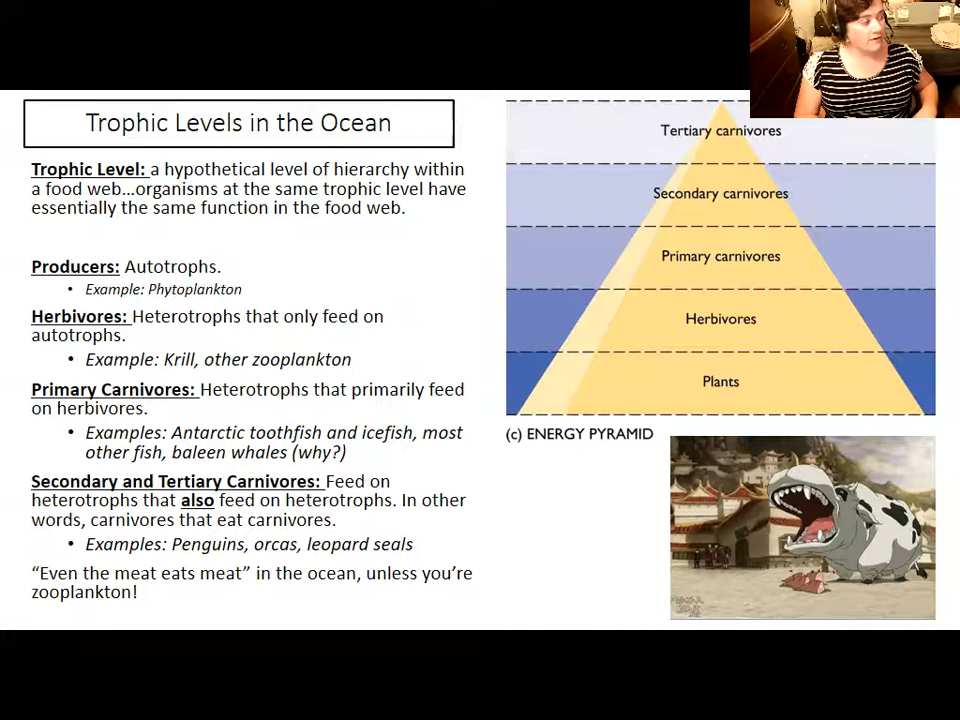 Trophic Levels in the Ocean
Trophic Level: a hypothetical level of hierarchy within
a food web...organisms at the same trophic level have
essentially the same function in the food web.
Producers: Autotrophs.
• Example: Phytoplankton
Herbivores: Heterotrophs that only feed on
autotrophs.
• Example: Krill, other zooplankton
Primary Carnivores: Heterotrophs that primarily feed
on herbivores.
• Examples: Antarctic toothfish and icefish, most
other fish, baleen whales (why?)
Secondary and Tertiary Carnivores: Feed on
heterotrophs that also feed on heterotrophs. In other
words, carnivores that eat carnivores.
• Examples: Penguins, orcas, leopard seals
“Even the meat eats meat” in the ocean, unless you’re
zooplankton!
Tertiary carnivores
Secondary carnivores
Primary carnivores
Herbivores
Plants
(c) ENERGY PYRAMID